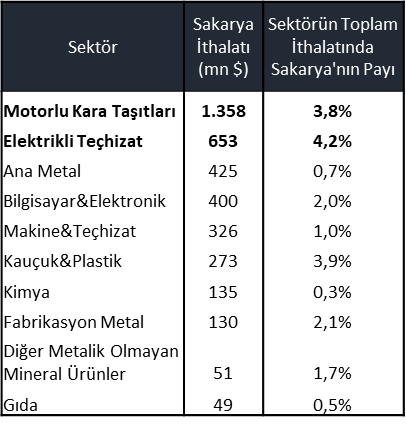 Sektör Sakarya İthalatı (mn $) Sektörün Toplam İthalatında Sakarya'nın Payı
Motorlu Kara Taşıtları 1.358 3,8%
Elektrikli Teçhizat 653 4,2%
Ana Metal 425 0,7%
Bilgisayar&Elektronik 400 2,0%
Makine&Teçhizat 326 1,0%
Kauçuk&Plastik 273 3,9%
Kimya 135 0,3%
Fabrikasyon Metal 130 2,1%
Diğer Metalik Olmayan
Mineral Ürünler 51 1,7%
Gıda 49 0,5%